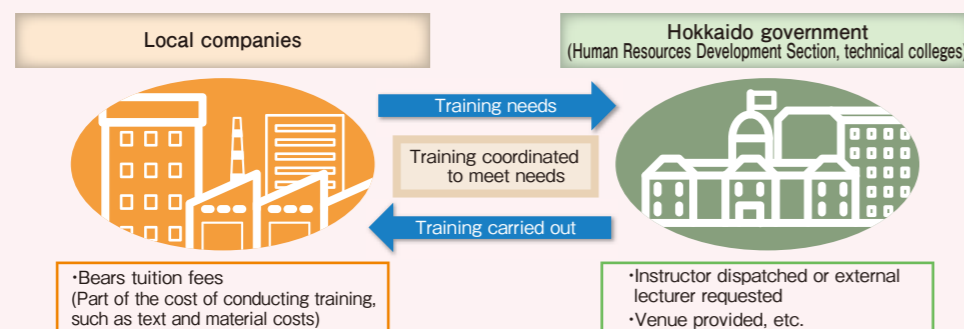 Local companies
Hokkaido government
(Human Resources Development Section, technical colleges)
Training needs
Training coordinated
to meet needs
Training carried out
・Bears tuition fees
(Part of the cost of conducting training,
such as text and material costs)
・Instructor dispatched or external
lecturer requested
・Venue provided, etc.